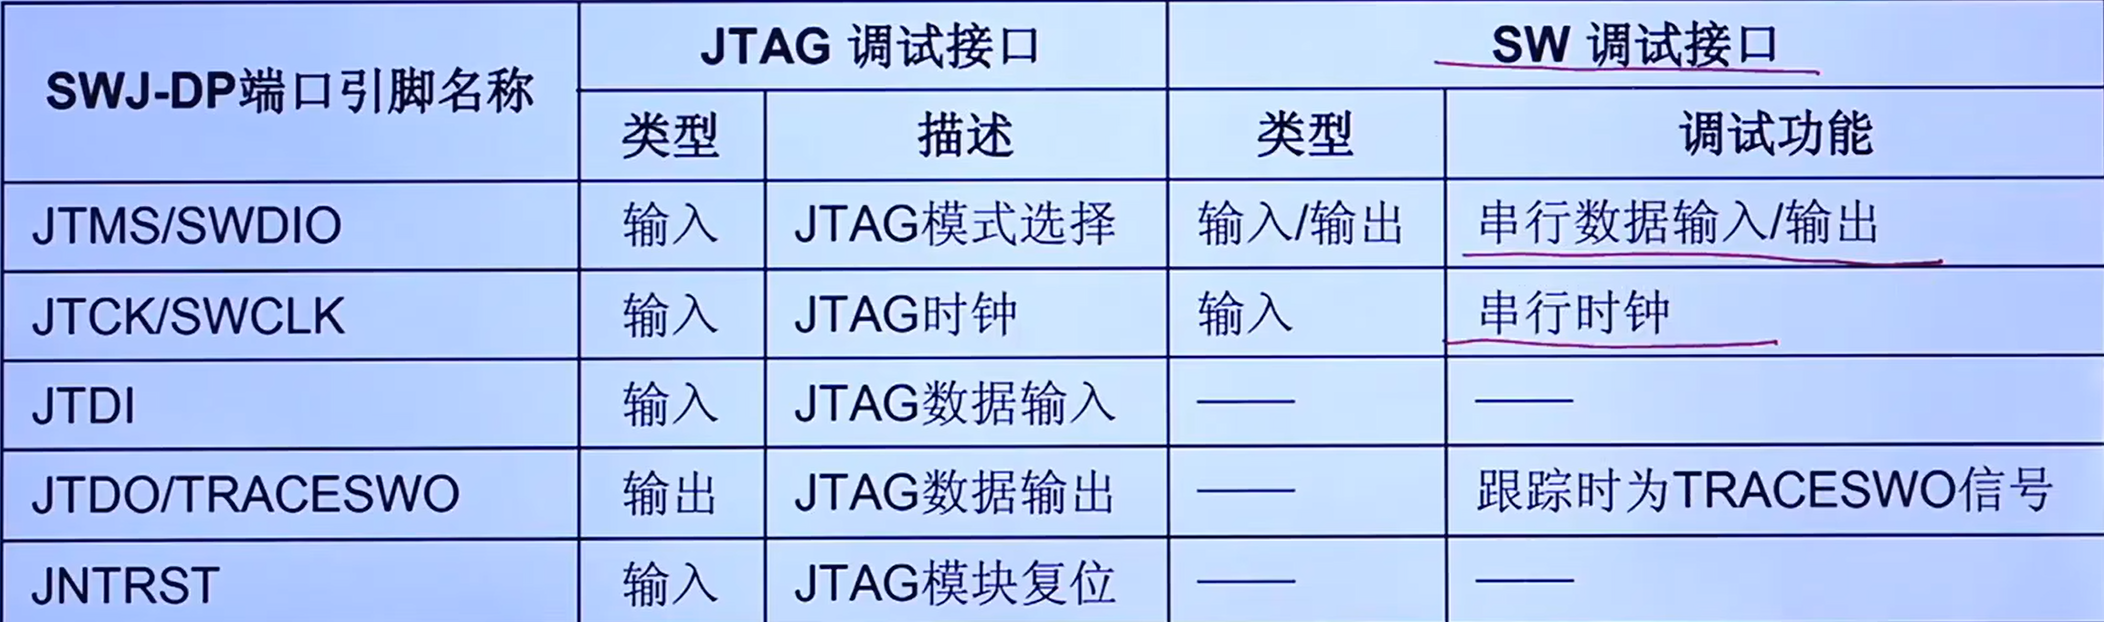 SWJ-DP端口引脚名称 JTAG 调试接口 SW 调试接口
类型 描述 类型 调试功能
JTMS/SWDIO 输入 JTAG模式选择 输入/输出 串行数据输入/输出
JTCK/SWCLK 输入 JTAG时钟 输入 串行时钟
JTDI 输入 JTAG数据输入 —— ——
JTDO/TRACESWO 输出 JTAG数据输出 —— 跟踪时为TRACESWO信号
JNTRST 输入 JTAG模块复位 —— ——